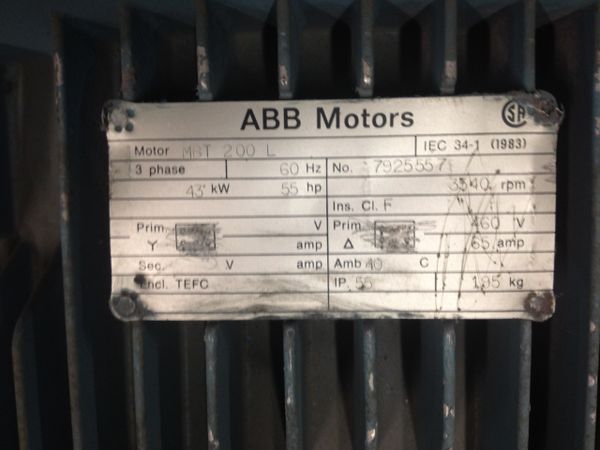 ABB Motors SA
Motor MBT 200 L IEC 34-1 (1983)
3 phase 60 Hz No. 7925557
43 kW 55 hp 3540 rpm
Ins. Cl. F
Prim. V Prim. 460 V
Y amp Δ 65 amp
Sec. V amp Amb 40 C
Encl. TEFC IP 55 195 kg